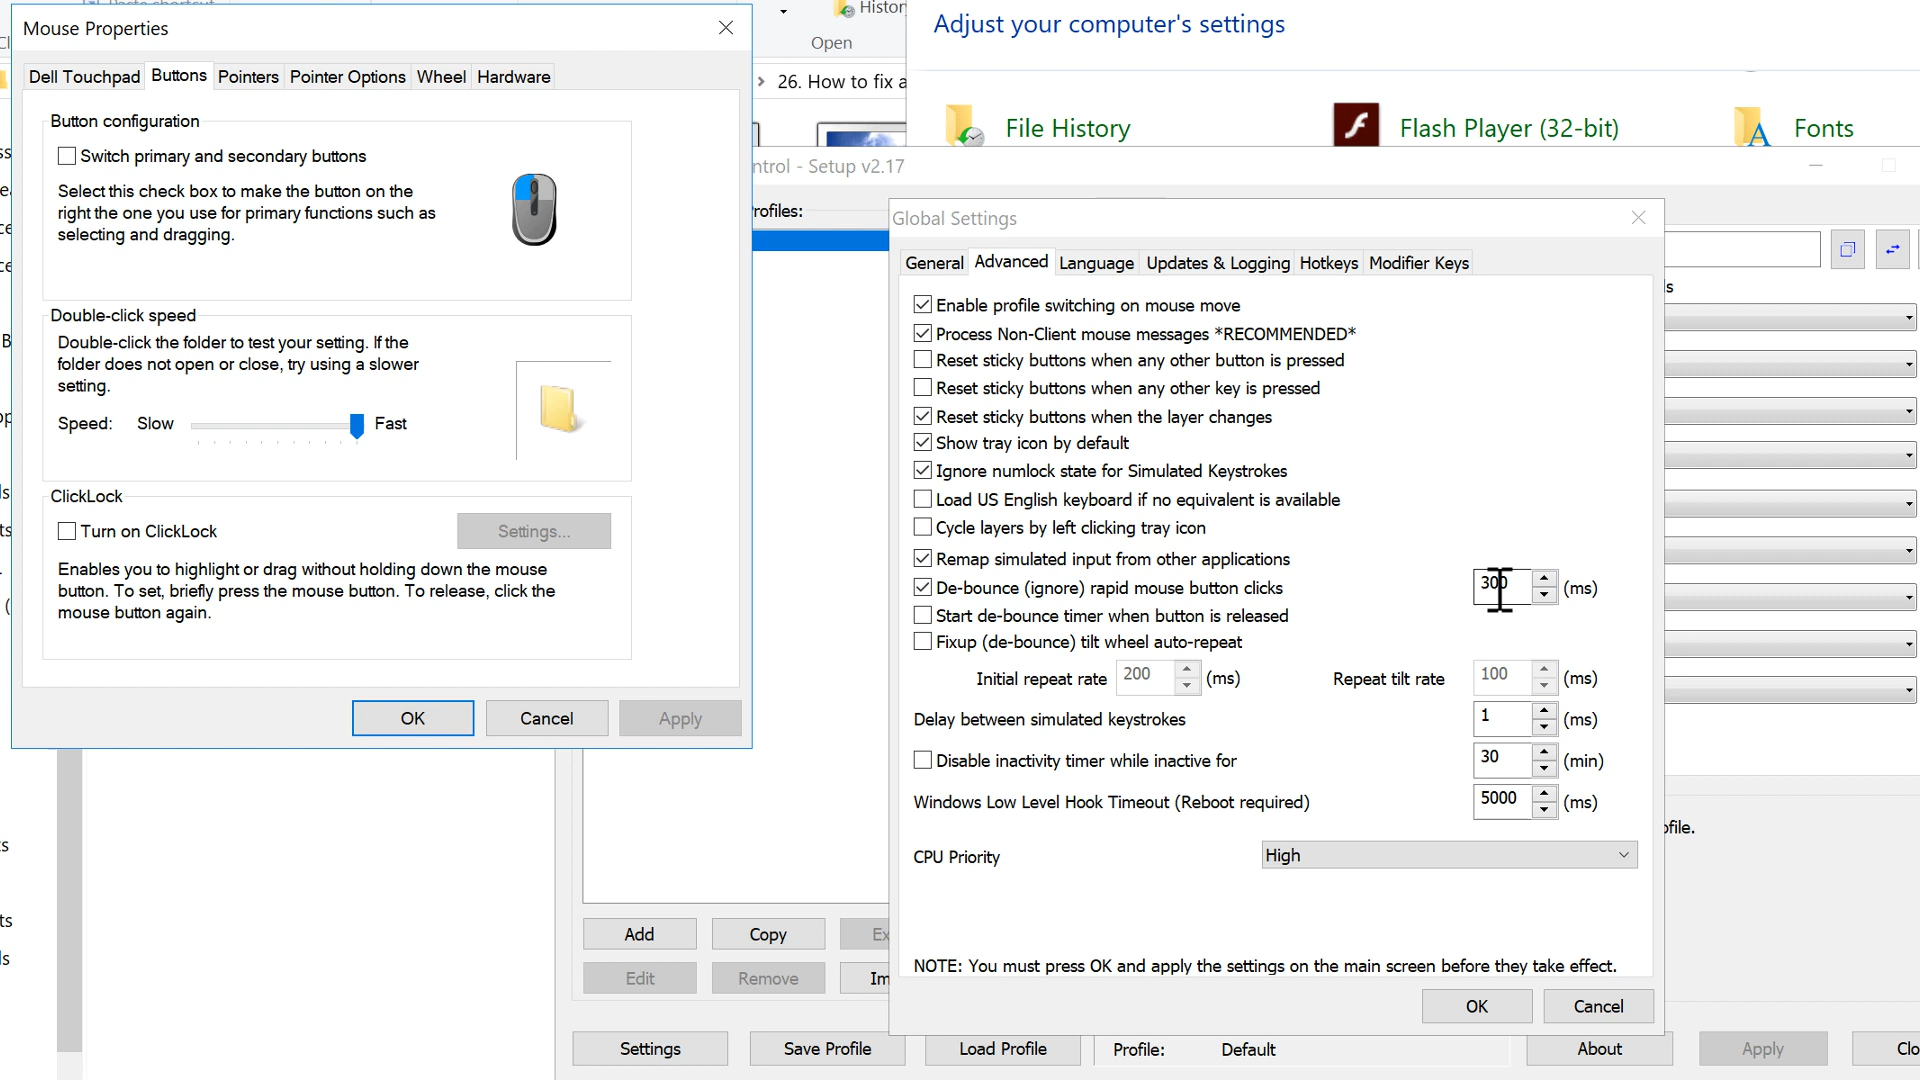 Mouse Properties
Dell Touchpad Buttons Pointers Pointer Options Wheel Hardware
Button configuration
Switch primary and secondary buttons
Select this check box to make the button on the
right the one you use for primary functions such as
selecting and dragging.
Double-click speed
Double-click the folder to test your setting. If the
folder does not open or close, try using a slower
setting.
Speed: Slow Fast
ClickLock
Turn on ClickLock
Settings...
Enables you to highlight or drag without holding down the mouse
button. To set, briefly press the mouse button. To release, click the
mouse button again.
OK Cancel Apply
Open
26. How to fix a
Adjust your computer's settings
File History
Flash Player (32-bit)
Fonts
ntrol - Setup v2.17
rofiles:
Global Settings
General Advanced Language Updates & Logging Hotkeys Modifier Keys
Enable profile switching on mouse move
Process Non-Client mouse messages *RECOMMENDED*
Reset sticky buttons when any other button is pressed
Reset sticky buttons when any other key is pressed
Reset sticky buttons when the layer changes
Show tray icon by default
Ignore numlock state for Simulated Keystrokes
Load US English keyboard if no equivalent is available
Cycle layers by left clicking tray icon
Remap simulated input from other applications
De-bounce (ignore) rapid mouse button clicks 300 (ms)
Start de-bounce timer when button is released
Fixup (de-bounce) tilt wheel auto-repeat
Initial repeat rate 200 (ms) Repeat tilt rate 100 (ms)
Delay between simulated keystrokes 1 (ms)
Disable inactivity timer while inactive for 30 (min)
Windows Low Level Hook Timeout (Reboot required) 5000 (ms)
CPU Priority High
NOTE: You must press OK and apply the settings on the main screen before they take effect.
OK Cancel
ofile.
Add Copy Ex
Edit Remove Im
Settings Save Profile Load Profile Profile: Default About Apply Clo